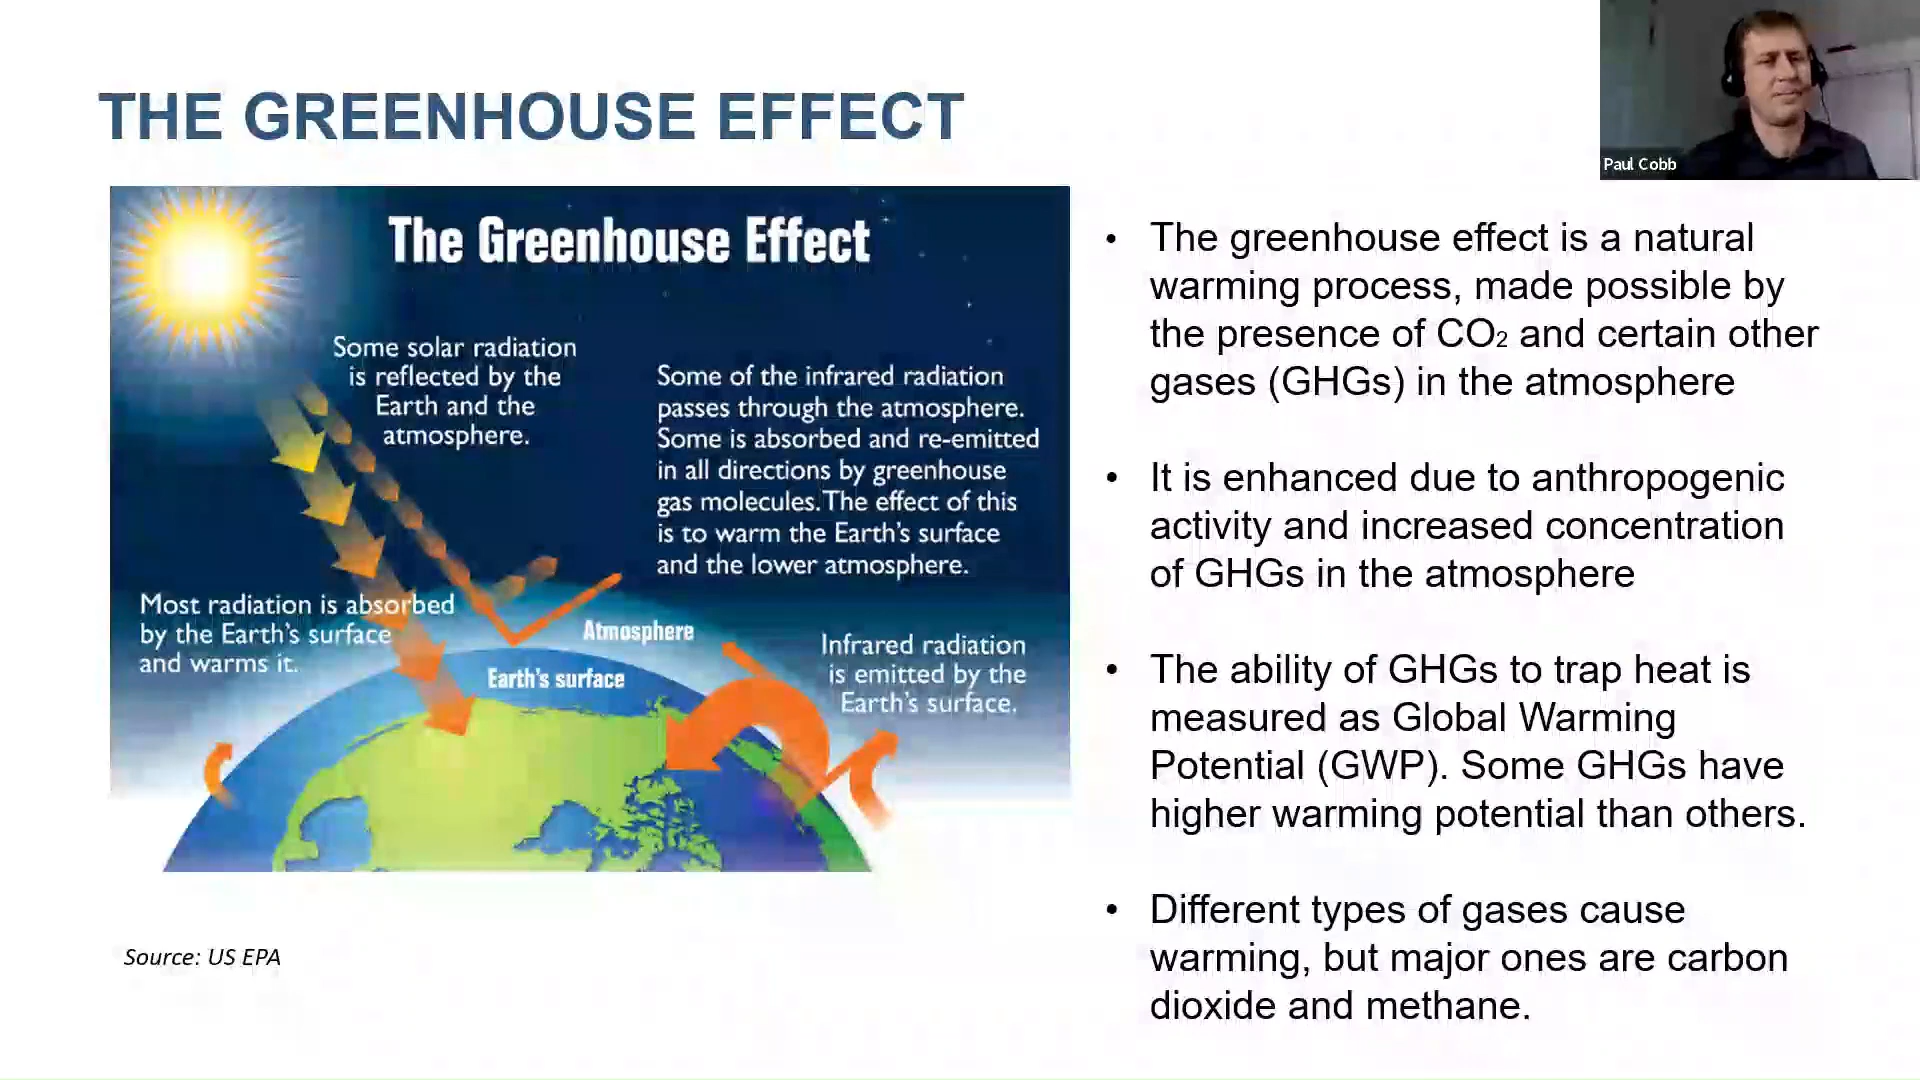 THE GREENHOUSE EFFECT
Paul Cobb
The Greenhouse Effect
Some solar radiation
is reflected by the
Earth and the
atmosphere.
Some of the infrared radiation
passes through the atmosphere.
Some is absorbed and re-emitted
in all directions by greenhouse
gas molecules. The effect of this
is to warm the Earth's surface
and the lower atmosphere.
Most radiation is absorbed
by the Earth's surface
and warms it.
Atmosphere
Earth's surface
Infrared radiation
is emitted by the
Earth's surface.
Source: US EPA
• The greenhouse effect is a natural
warming process, made possible by
the presence of CO₂ and certain other
gases (GHGs) in the atmosphere
• It is enhanced due to anthropogenic
activity and increased concentration
of GHGs in the atmosphere
• The ability of GHGs to trap heat is
measured as Global Warming
Potential (GWP). Some GHGs have
higher warming potential than others.
• Different types of gases cause
warming, but major ones are carbon
dioxide and methane.